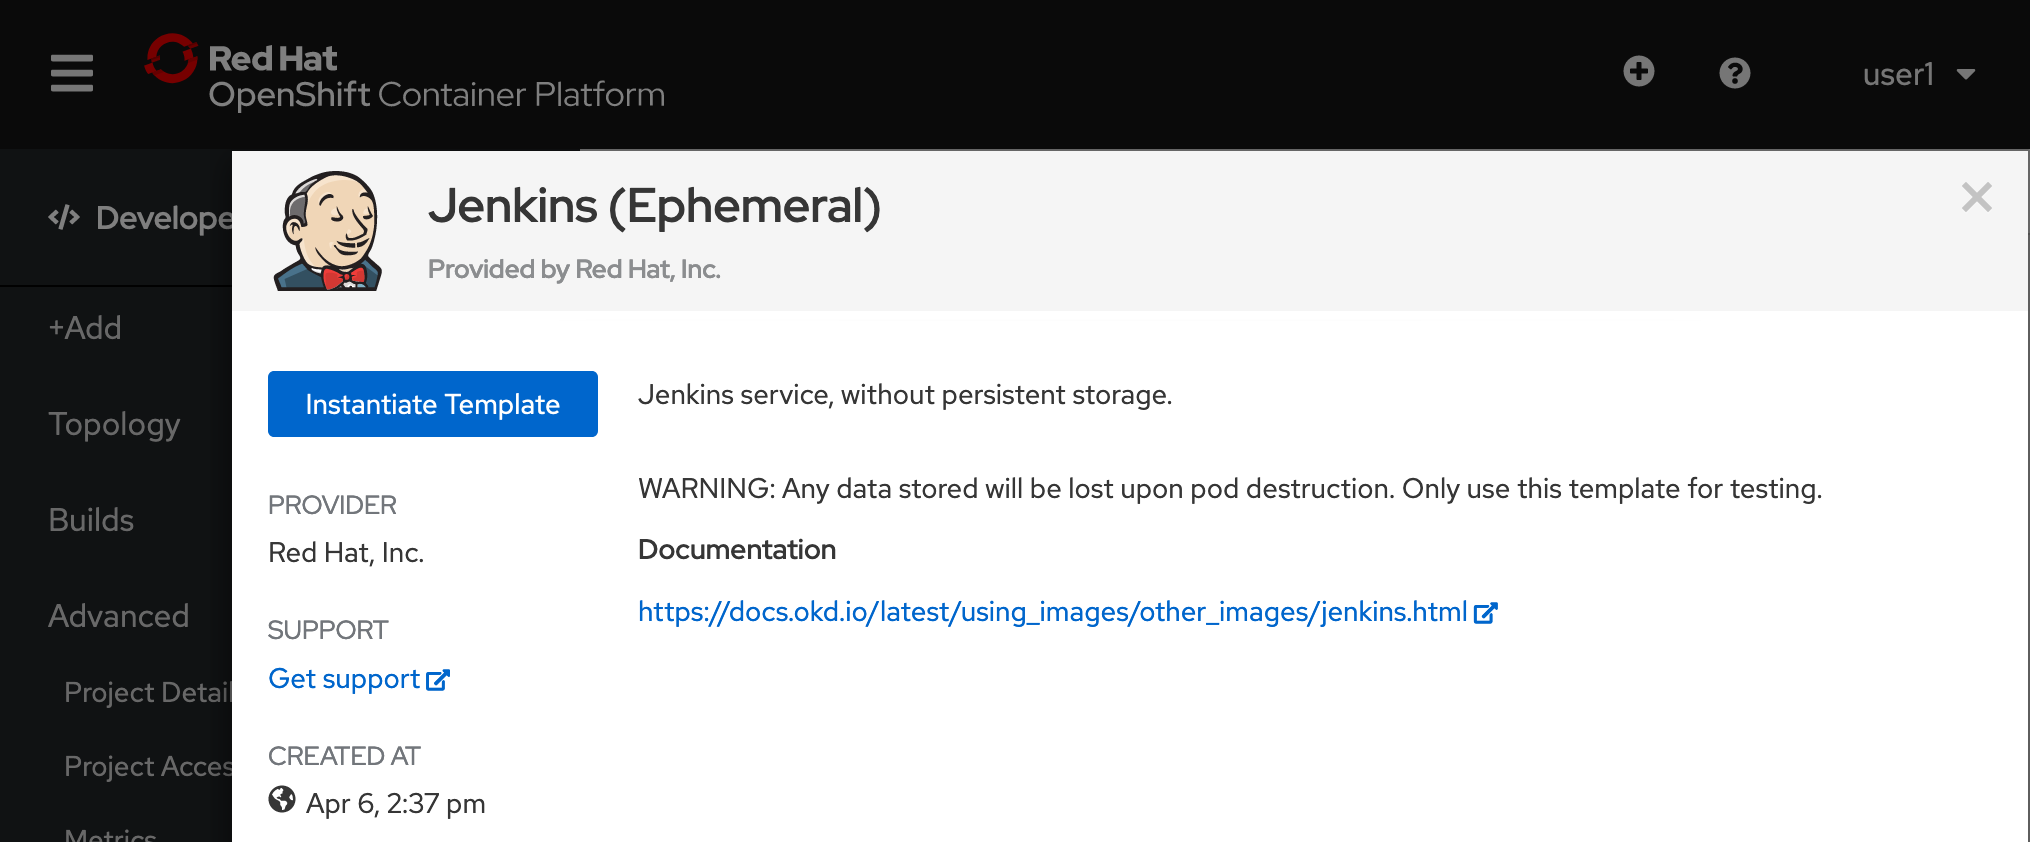 Red Hat
OpenShift Container Platform
user1
</> Develope
Jenkins (Ephemeral)
Provided by Red Hat, Inc.
+Add
Topology
Builds
Advanced
Project Detail
Project Acces
Metrics
Instantiate Template
PROVIDER
Red Hat, Inc.
SUPPORT
Get support
CREATED AT
Apr 6, 2:37 pm
Jenkins service, without persistent storage.
WARNING: Any data stored will be lost upon pod destruction. Only use this template for testing.
Documentation
https://docs.okd.io/latest/using_images/other_images/jenkins.html